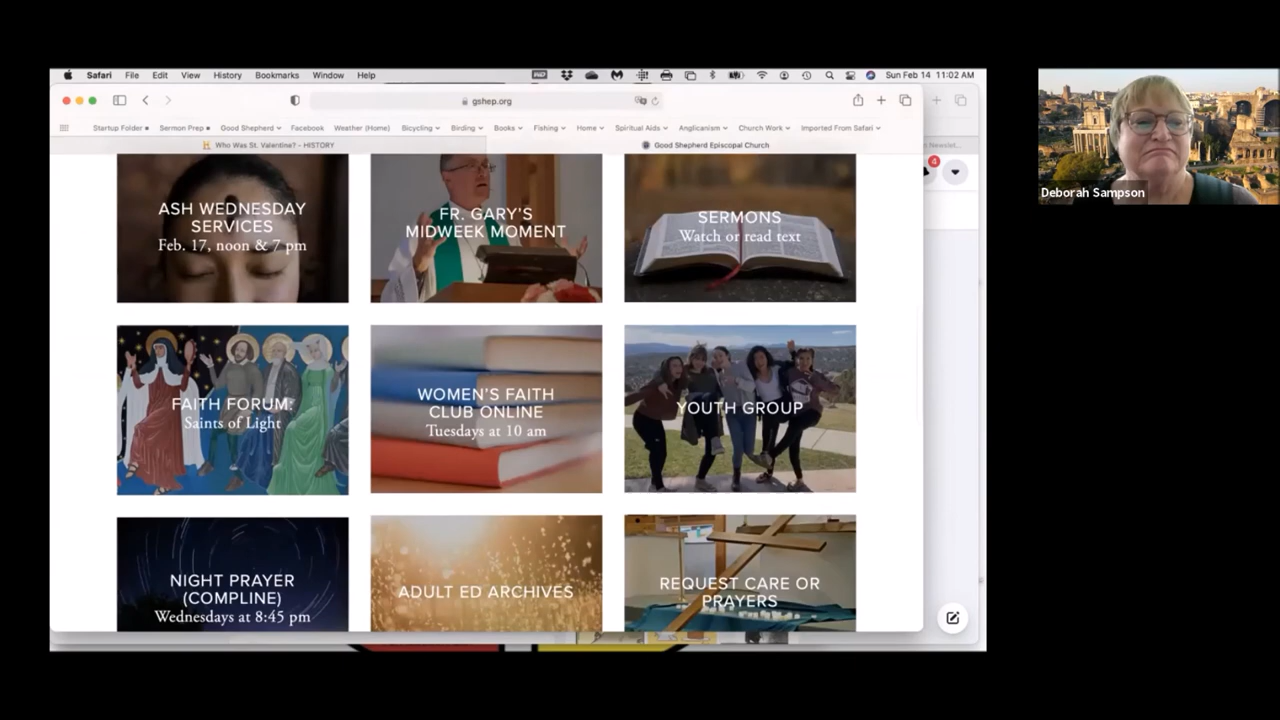 Safari File Edit View History Bookmarks Window Help
Sun Feb 14 11:02 AM
gshep.org
Startup Folder Sermon Prep Good Shepherd Facebook Weather (Home) Bicycling Birding Books Fishing Home Spiritual Aids Anglicanism Church Work Imported From Safari
Who Was St. Valentine? - HISTORY
Good Shepherd Episcopal Church
4
ASH WEDNESDAY
SERVICES
Feb. 17, noon & 7 pm
FR. GARY'S
MIDWEEK MOMENT
SERMONS
Watch or read text
FAITH FORUM:
Saints of Light
WOMEN'S FAITH
CLUB ONLINE
Tuesdays at 10 am
YOUTH GROUP
NIGHT PRAYER
(COMPLINE)
Wednesdays at 8:45 pm
ADULT ED ARCHIVES
REQUEST CARE OR
PRAYERS
Deborah Sampson